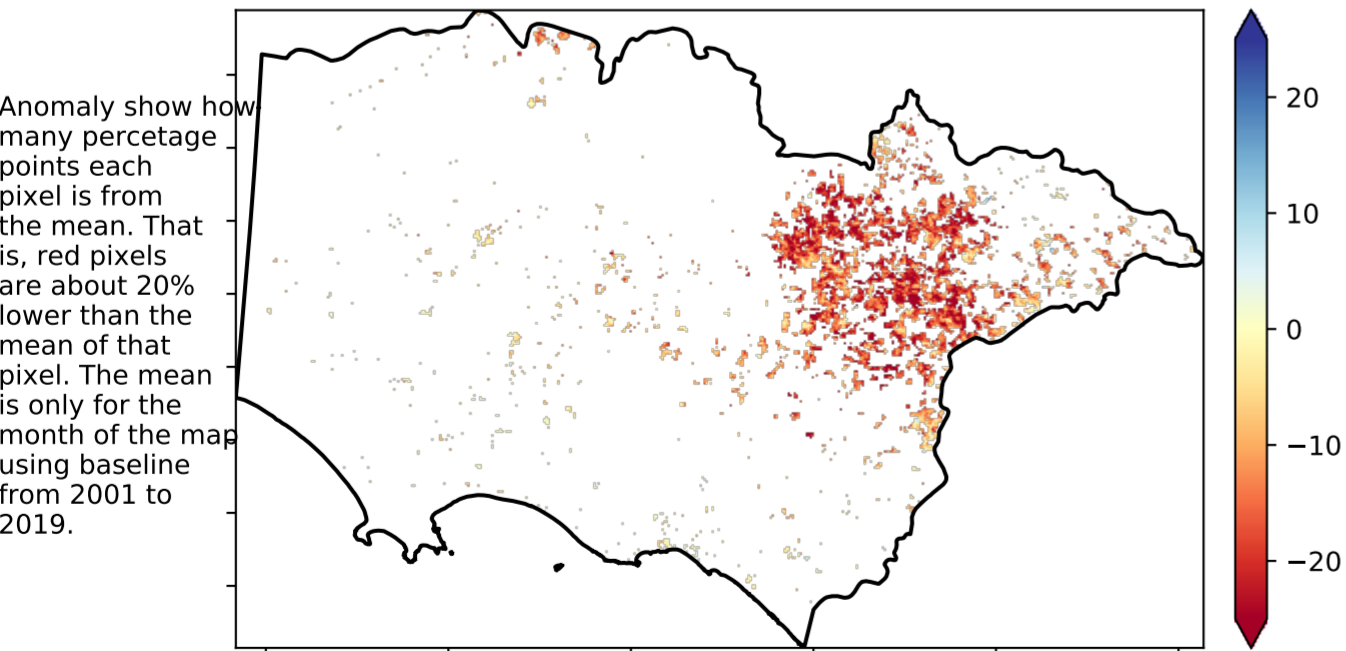 Anomaly show how
many percetage
points each
pixel is from
the mean. That
is, red pixels
are about 20%
lower than the
mean of that
pixel. The mean
is only for the
month of the map
using baseline
from 2001 to
2019.
20
10
0
−10
−20